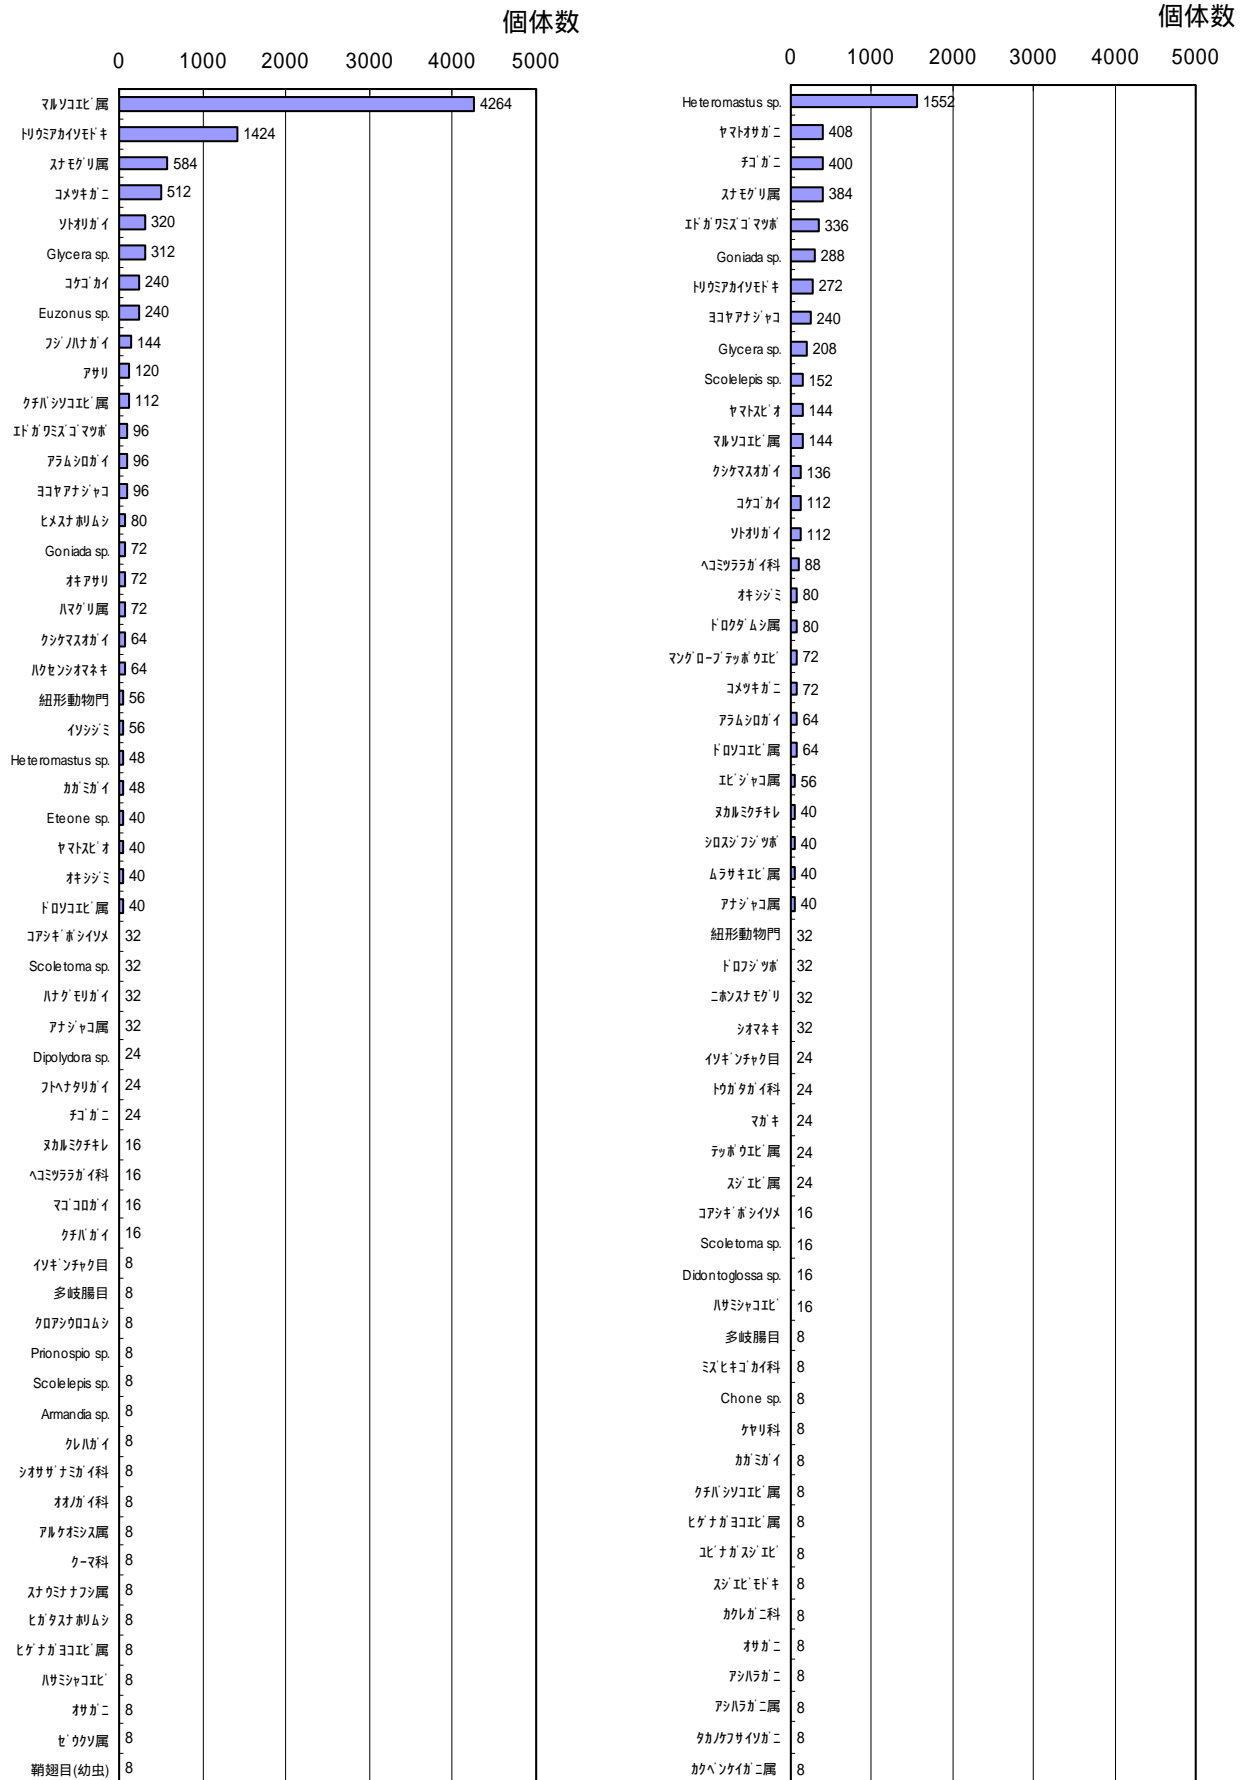 個体数
0 1000 2000 3000 4000 5000
マルソコエビ属 4264
トリウミアカイソモドキ 1424
スナモグリ属 584
コメツキガニ 512
ソトオリガイ 320
Glycera sp. 312
コケゴカイ 240
Euzonus sp. 240
フジノハナガイ 144
アサリ 120
クチバシソコエビ属 112
エドガワミズゴマツボ 96
アラムシロガイ 96
ヨコヤアナジャコ 96
ヒメスナホリムシ 80
Goniada sp. 72
オキアサリ 72
ハマグリ属 72
クシケマスオガイ 64
ハクセンシオマネキ 64
紐形動物門 56
イソシジミ 56
Heteromastus sp. 48
カガミガイ 48
Eteone sp. 40
ヤマトスピオ 40
オキシジミ 40
ドロソコエビ属 40
コアシギボシイソメ 32
Scoletoma sp. 32
ハナグモリガイ 32
アナジャコ属 32
Dipolydora sp. 24
フトヘナタリガイ 24
チゴガニ 24
ヌカルミクチキレ 16
ヘコミツララガイ科 16
マゴコロガイ 16
クチバガイ 16
イソギンチャク目 8
多岐腸目 8
クロアシウロコムシ 8
Prionospio sp. 8
Scolelepis sp. 8
Armandia sp. 8
クレハガイ 8
シオサザナミガイ科 8
オオノガイ科 8
アルケオミシス属 8
クーマ科 8
スナウミナナフシ属 8
ヒガタスナホリムシ 8
ヒゲナガヨコエビ属 8
ハサミシャコエビ 8
オサガニ 8
ゼウクソ属 8
鞘翅目(幼虫) 8
個体数
0 1000 2000 3000 4000 5000
Heteromastus sp. 1552
ヤマトオサガニ 408
チゴガニ 400
スナモグリ属 384
エドガワミズゴマツボ 336
Goniada sp. 288
トリウミアカイソモドキ 272
ヨコヤアナジャコ 240
Glycera sp. 208
Scolelepis sp. 152
ヤマトスピオ 144
マルソコエビ属 144
クシケマスオガイ 136
コケゴカイ 112
ソトオリガイ 112
ヘコミツララガイ科 88
オキシジミ 80
ドロクダムシ属 80
マングローブテッポウエビ 72
コメツキガニ 72
アラムシロガイ 64
ドロソコエビ属 64
エビジャコ属 56
ヌカルミクチキレ 40
シロスジフジツボ 40
ムラサキエビ属 40
アナジャコ属 40
紐形動物門 32
ドロフジツボ 32
ニホンスナモグリ 32
シオマネキ 32
イソギンチャク目 24
トウガタガイ科 24
マガキ 24
テッポウエビ属 24
スジエビ属 24
コアシギボシイソメ 16
Scoletoma sp. 16
Didontoglossa sp. 16
ハサミシャコエビ 16
多岐腸目 8
ミズヒキゴカイ科 8
Chone sp. 8
ケヤリ科 8
カガミガイ 8
クチバシソコエビ属 8
ヒゲナガヨコエビ属 8
ユビナガスジエビ 8
スジエビモドキ 8
カクレガニ科 8
オサガニ 8
アシハラガニ 8
アシハラガニ属 8
タカノケフサイソガニ 8
カクベンケイガニ属 8